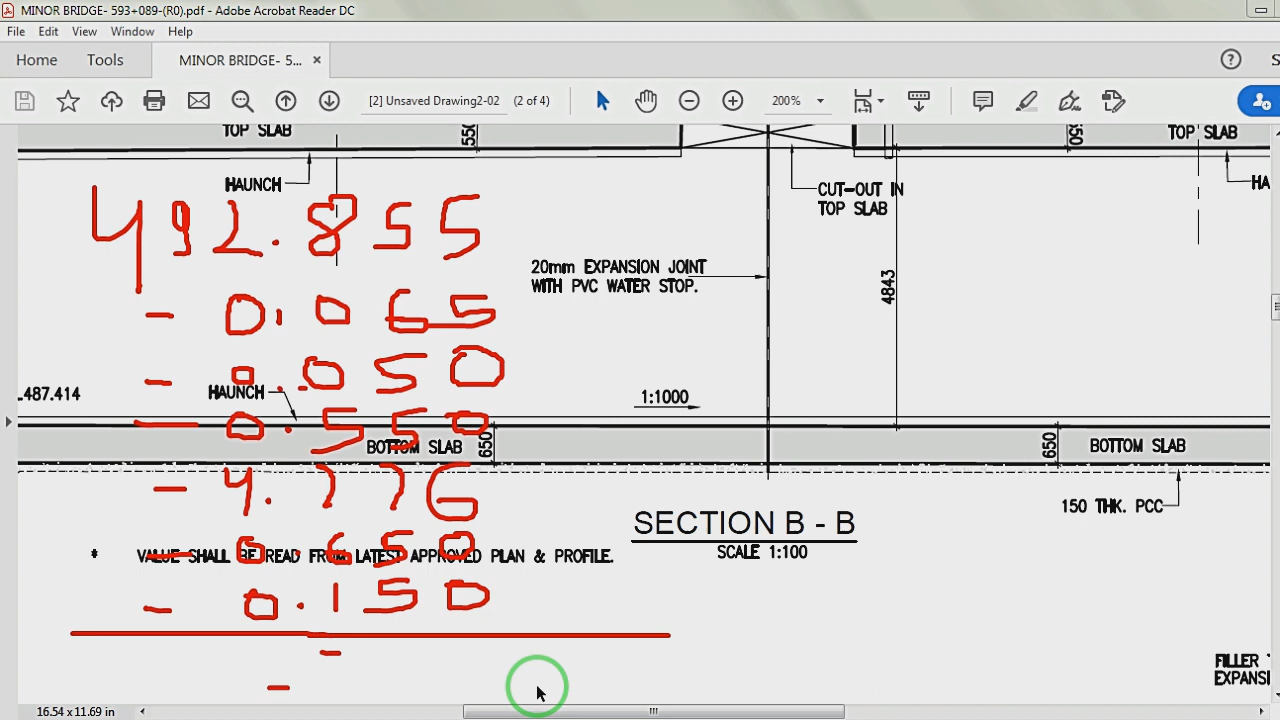 MINOR BRIDGE- 593+089-(R0).pdf - Adobe Acrobat Reader DC
File Edit View Window Help
Home Tools MINOR BRIDGE- 5... ×
[2] Unsaved Drawing2-02 (2 of 4) 200%
TOP SLAB 550 TOP SLAB
HAUNCH
CUT-OUT IN
TOP SLAB
492.855
20mm EXPANSION JOINT
WITH PVC WATER STOP.
4843
- 0.065
- 0.050
.487.414 HAUNCH 1:1000
- 0.550
BOTTOM SLAB 650 650 BOTTOM SLAB
- 4.776
150 THK. PCC
SECTION B - B
SCALE 1:100
- 0.650
* VALUE SHALL BE READ FROM LATEST APPROVED PLAN & PROFILE.
- 0.150
-
-
FILLER
16.54 x 11.69 in